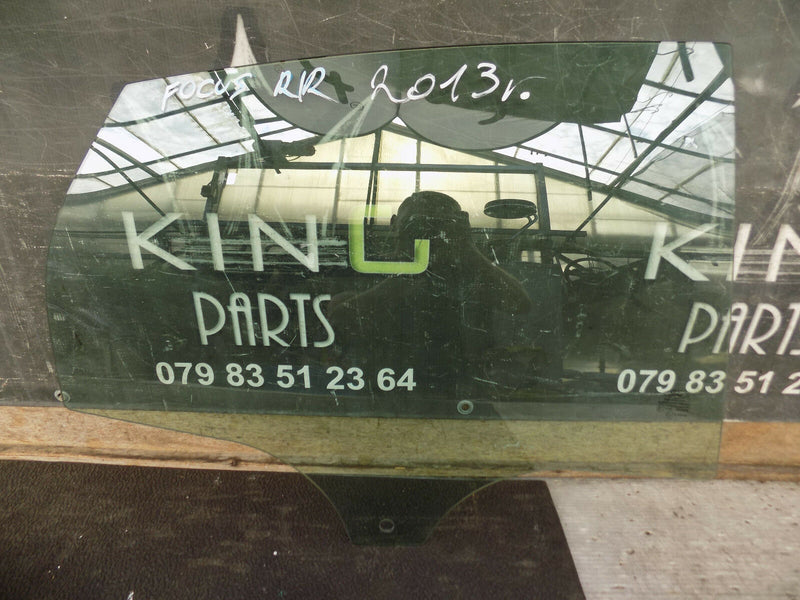 FOCUS RR 2013г.
KING
PARTS
079 83 51 23 64
KIN
PARTS
079 83 51 2